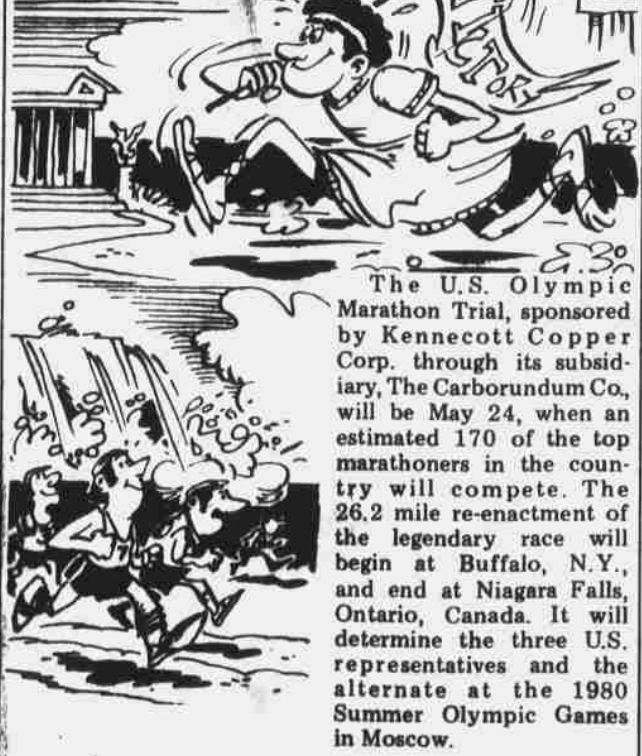 VICTORY
The U.S. Olympic
Marathon Trial, sponsored
by Kennecott Copper
Corp. through its subsid-
iary, The Carborundum Co.,
will be May 24, when an
estimated 170 of the top
marathoners in the coun-
try will compete. The
26.2 mile re-enactment of
the legendary race will
begin at Buffalo, N.Y.,
and end at Niagara Falls,
Ontario, Canada. It will
determine the three U.S.
representatives and the
alternate at the 1980
Summer Olympic Games
in Moscow.